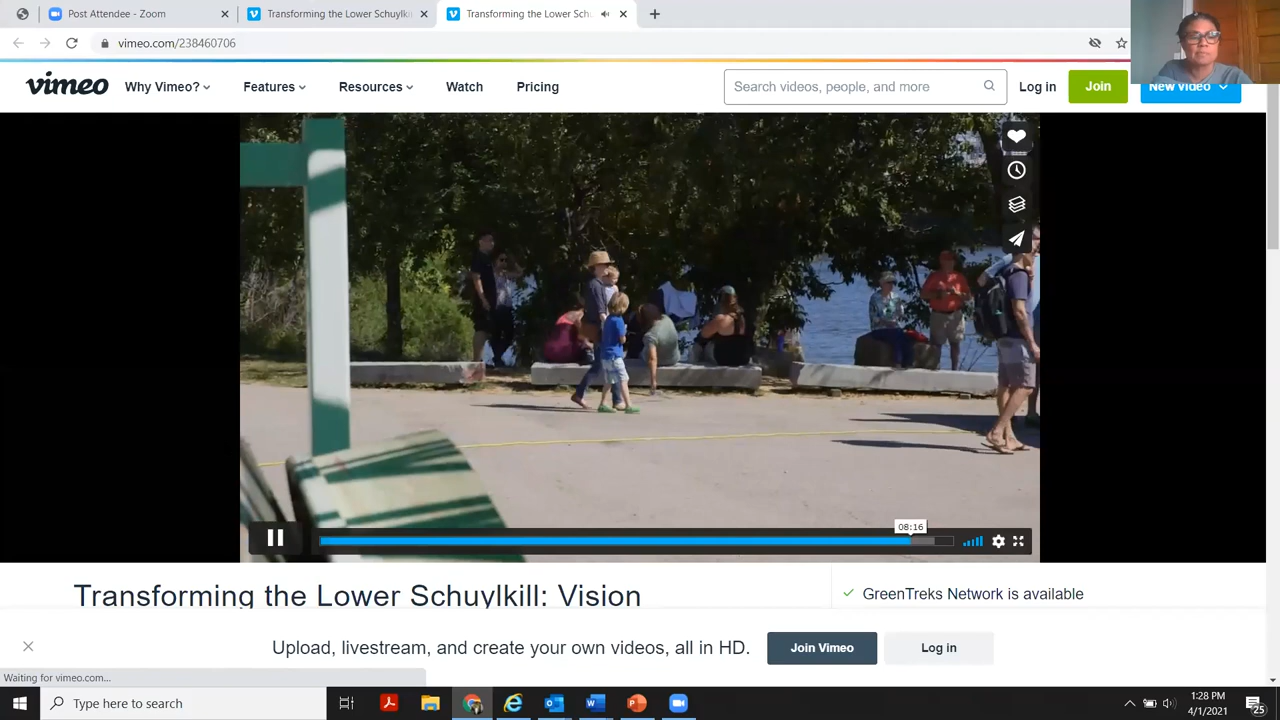 Post Attendee - Zoom
Transforming the Lower Schuylki
Transforming the Lower Schu
vimeo.com/238460706
vimeo
Why Vimeo?
Features
Resources
Watch
Pricing
Search videos, people, and more
Log in
Join
New video
08:16
Transforming the Lower Schuylkill: Vision
GreenTreks Network is available
Upload, livestream, and create your own videos, all in HD.
Join Vimeo
Log in
Waiting for vimeo.com...
Type here to search
1:28 PM
4/1/2021
25